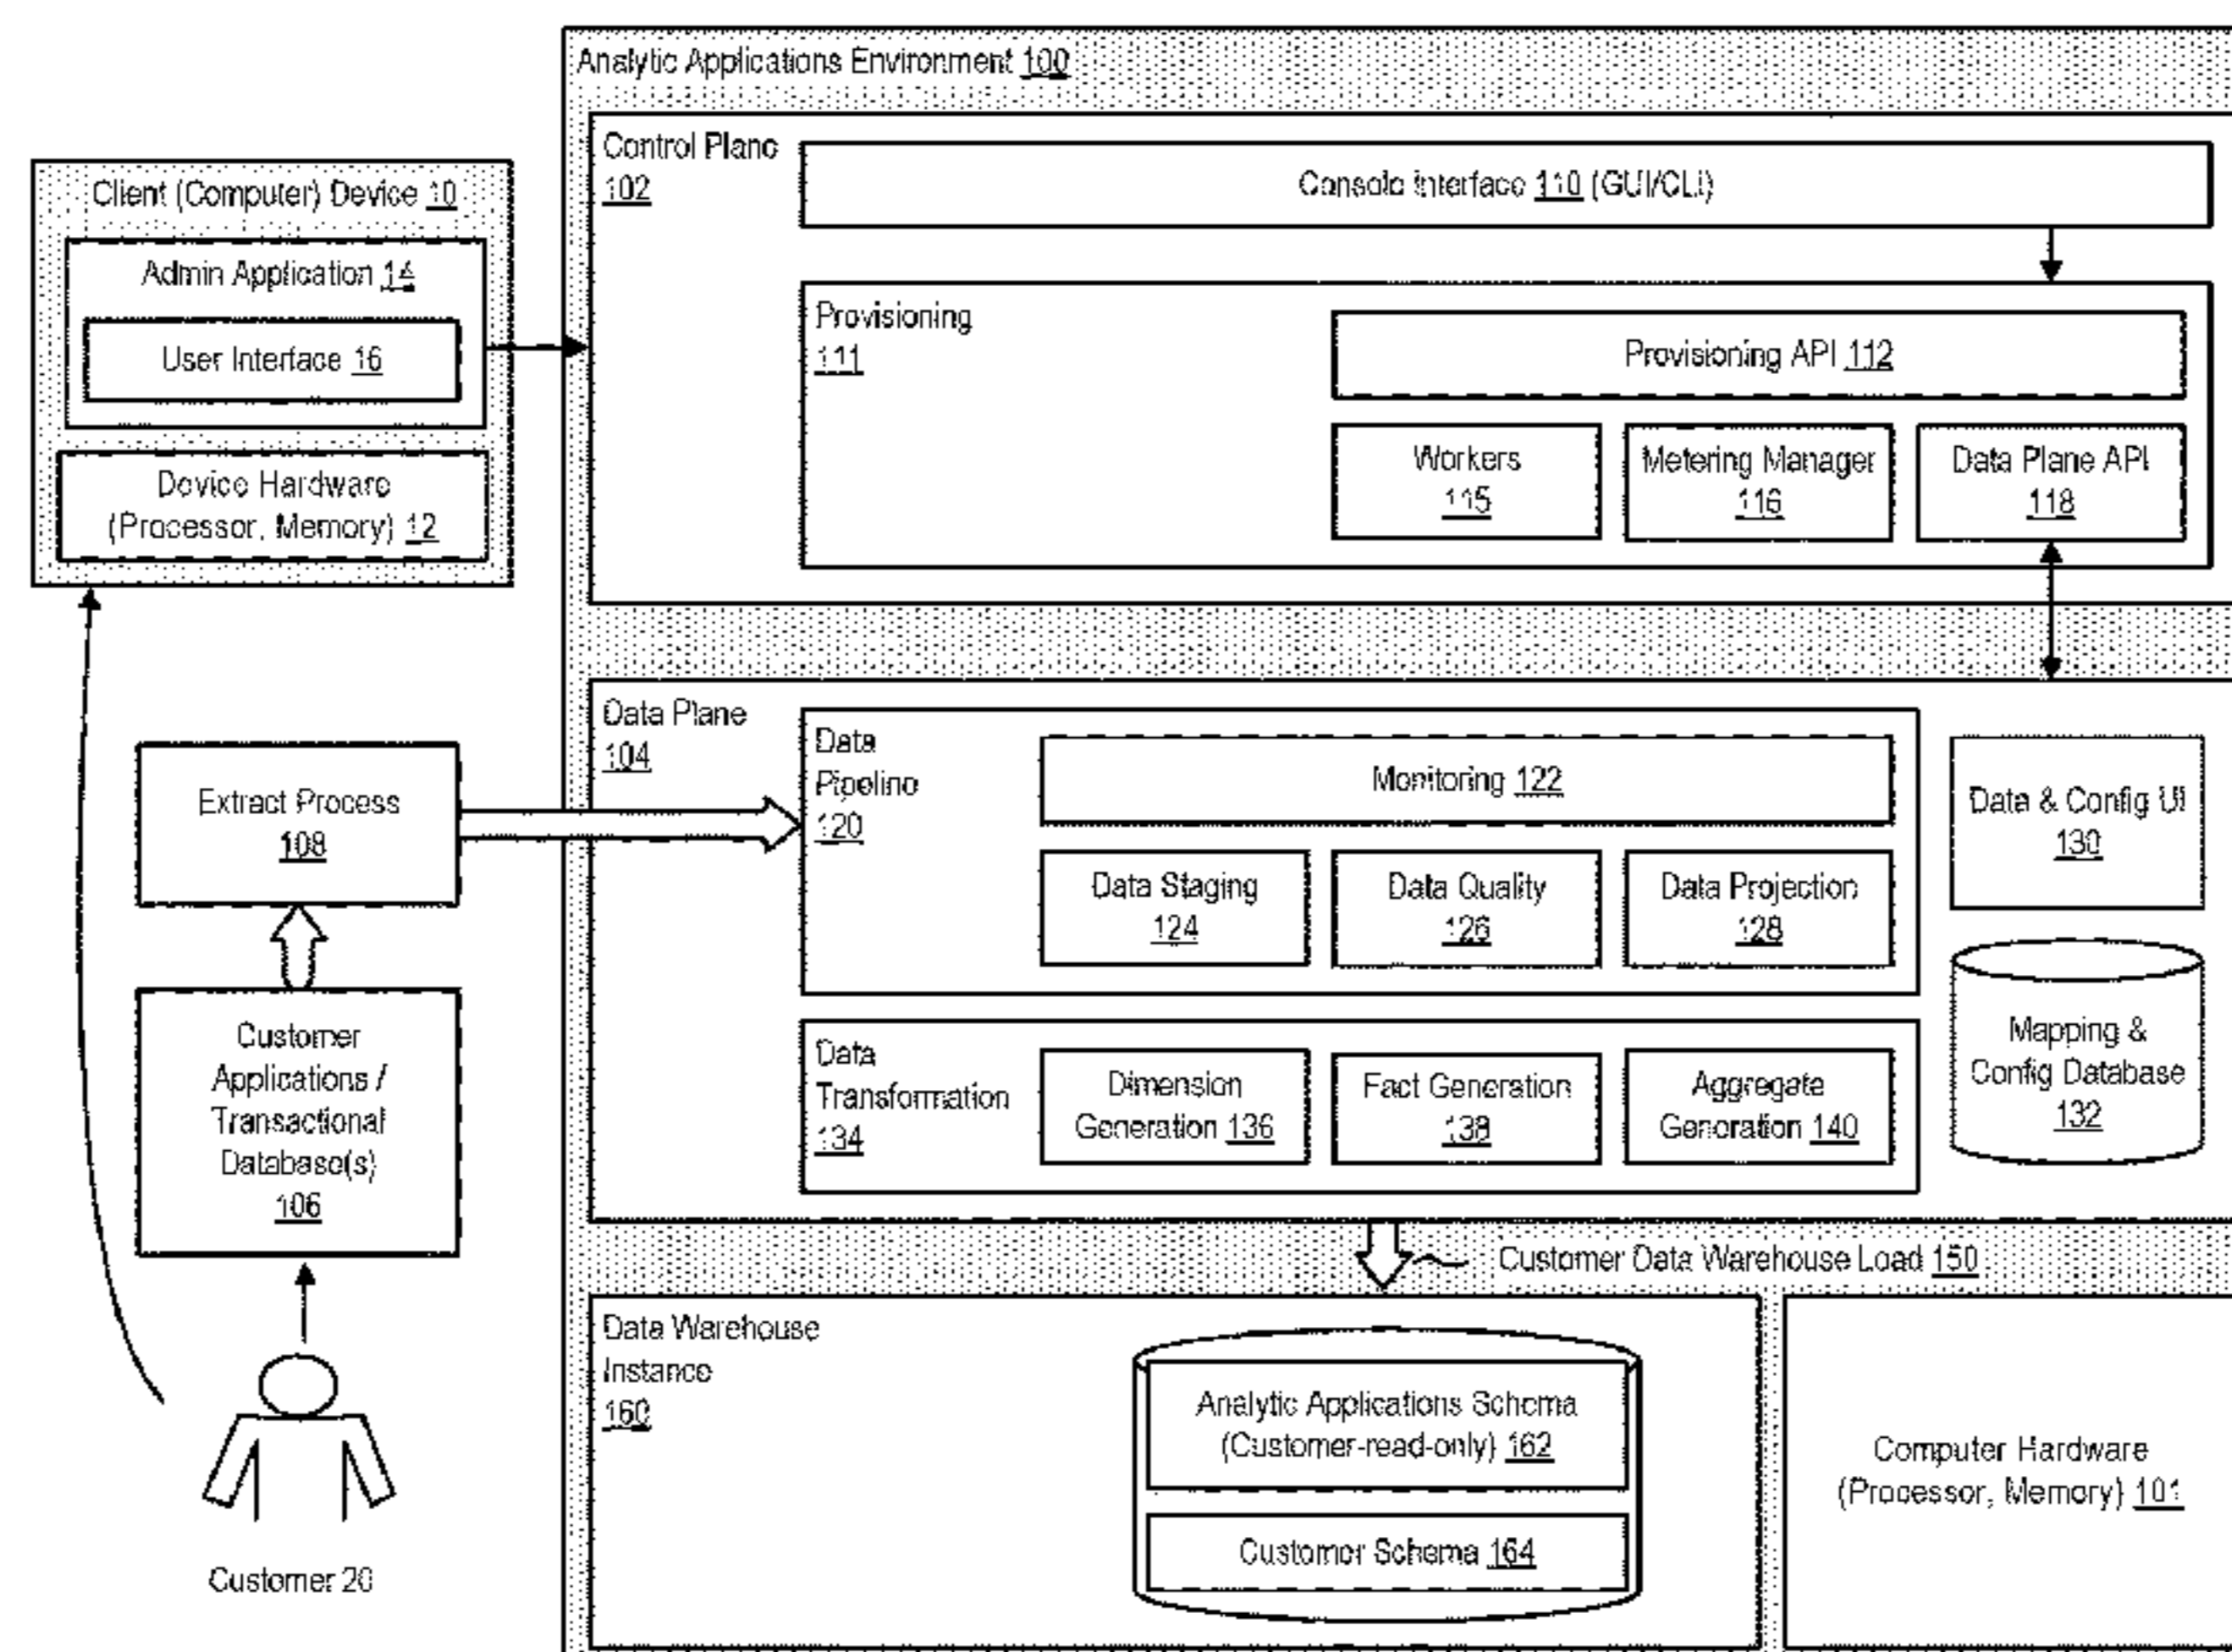 Analytic Applications Environment 100
Control Plane
102
Console Interface 110 (GUI/CLI)
Client (Computer) Device 10
Admin Application 14
User Interface 16
Device Hardware
(Processor, Memory) 12
Provisioning
111
Provisioning API 112
Workers
115
Metering Manager
116
Data Plane API
118
Data Plane
104
Data
Pipeline
120
Monitoring 122
Data Staging
124
Data Quality
126
Data Projection
128
Data & Config UI
130
Extract Process
108
Customer
Applications /
Transactional
Database(s)
106
Data
Transformation
134
Dimension
Generation 136
Fact Generation
138
Aggregate
Generation 140
Mapping &
Config Database
132
Customer Data Warehouse Load 150
Data Warehouse
Instance
160
Analytic Applications Schema
(Customer-read-only) 162
Customer Schema 164
Computer Hardware
(Processor, Memory) 101
Customer 20